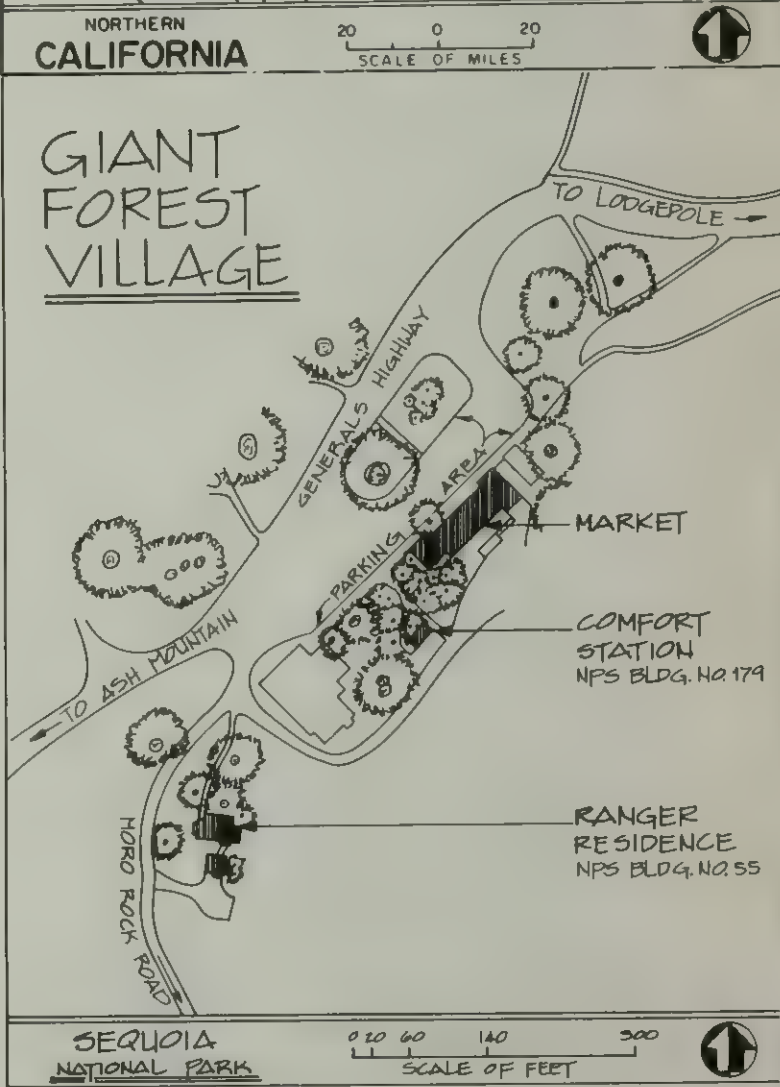 NORTHERN
CALIFORNIA
20 0 20
SCALE OF MILES
GIANT
FOREST
VILLAGE
TO LODGEPOLE
GENERALS HIGHWAY
PARKING AREA
MARKET
COMFORT
STATION
NPS BLDG. NO. 179
TO ASH MOUNTAIN
RANGER
RESIDENCE
NPS BLDG. NO. 55
MORO ROCK ROAD
SEQUOIA
NATIONAL PARK
0 20 60 140 300
SCALE OF FEET